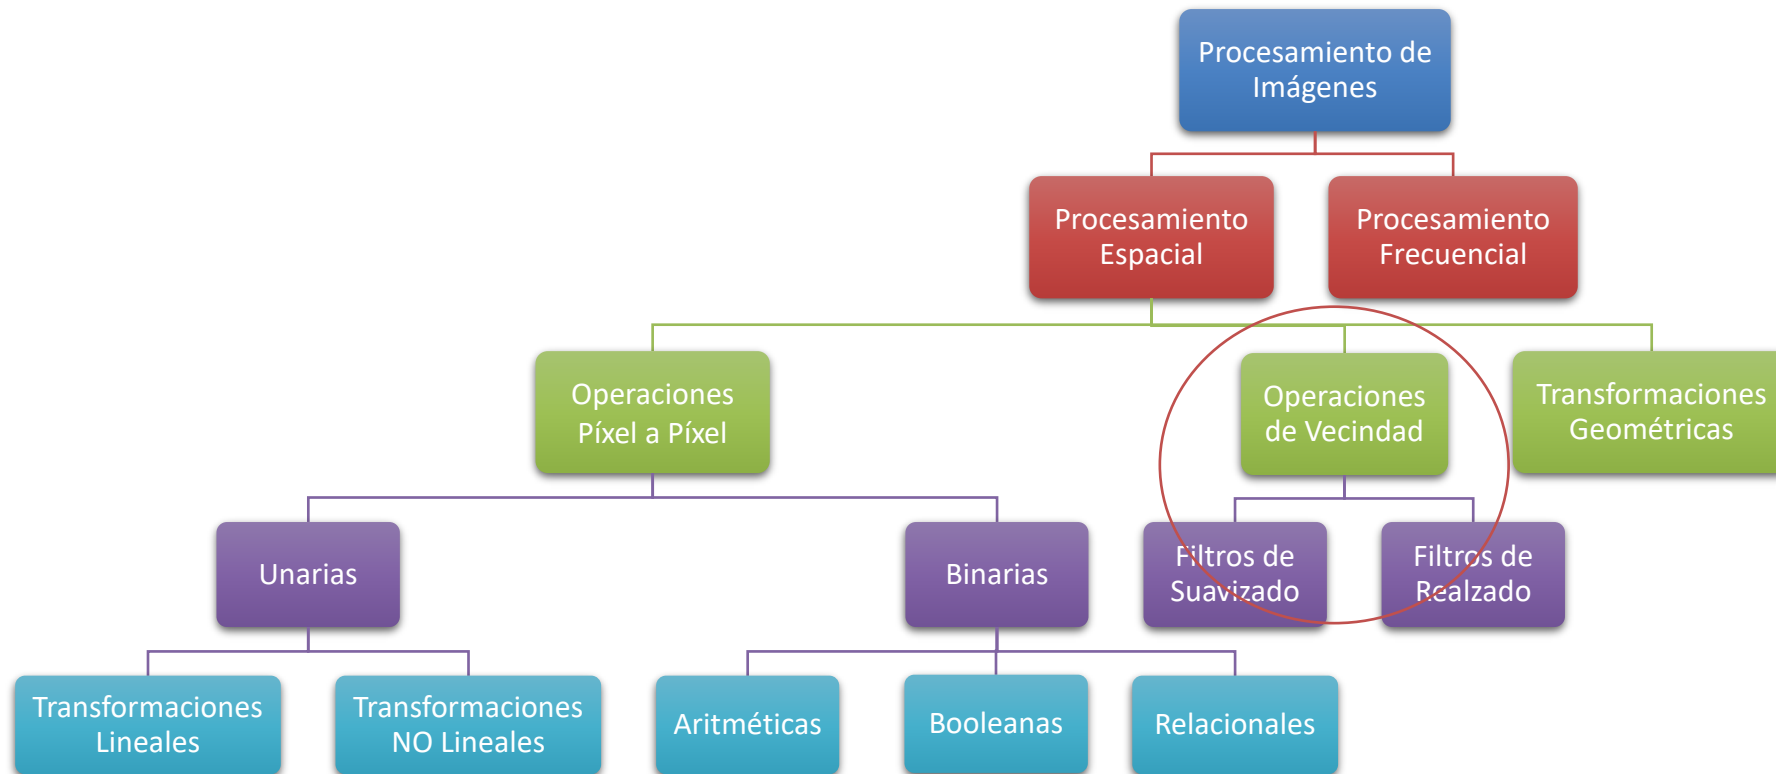 Procesamiento de
Imágenes
Procesamiento
Espacial
Procesamiento
Frecuencial
Operaciones
Píxel a Píxel
Operaciones
de Vecindad
Transformaciones
Geométricas
Unarias
Binarias
Filtros de
Suavizado
Filtros de
Realzado
Transformaciones
Lineales
Transformaciones
NO Lineales
Aritméticas
Booleanas
Relacionales